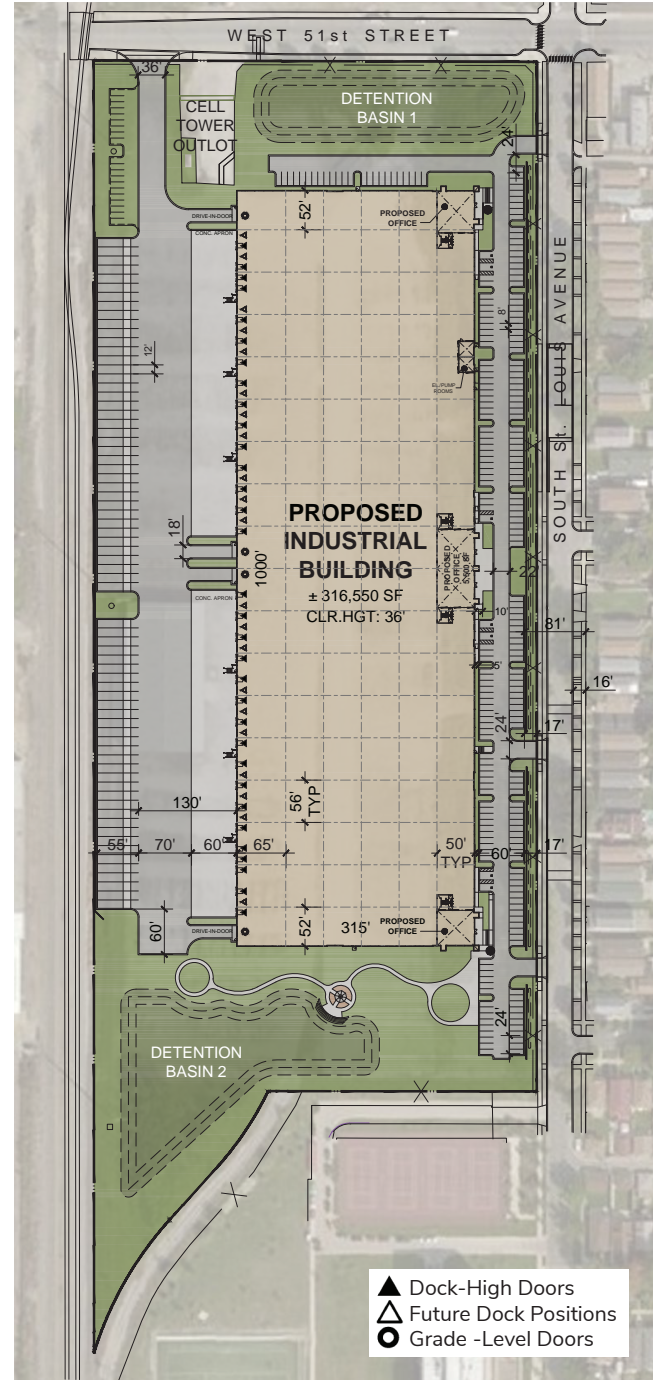 WEST 51st STREET
36'
CELL
TOWER
OUTLOT
DETENTION
BASIN 1
24'
DRIVE-IN-DOOR
CONC. APRON
52'
PROPOSED
OFFICE
8'
12'
EL./PUMP
ROOMS
SOUTH St. LOUIS AVENUE
18'
1000'
PROPOSED
INDUSTRIAL
BUILDING
± 316,550 SF
CLR.HGT: 36'
PROPOSED
OFFICE
5,600 SF
22'
CONC. APRON
10'
81'
5'
16'
24'
17'
130'
56'
TYP
55'
70'
60'
65'
50'
TYP
60'
17'
60'
DRIVE-IN-DOOR
52'
315'
PROPOSED
OFFICE
24'
DETENTION
BASIN 2
Dock-High Doors
Future Dock Positions
Grade -Level Doors